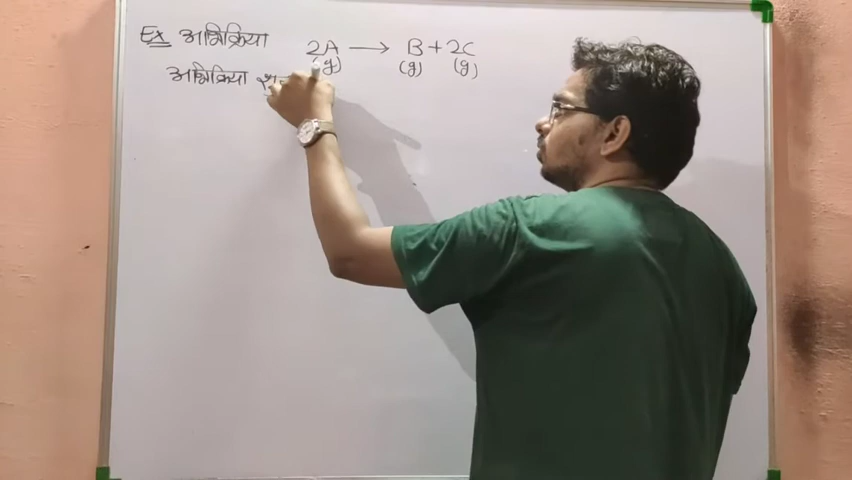 Ex अभिक्रिया 2A → B + 2C
(g) (g) (g)
अभिक्रिया